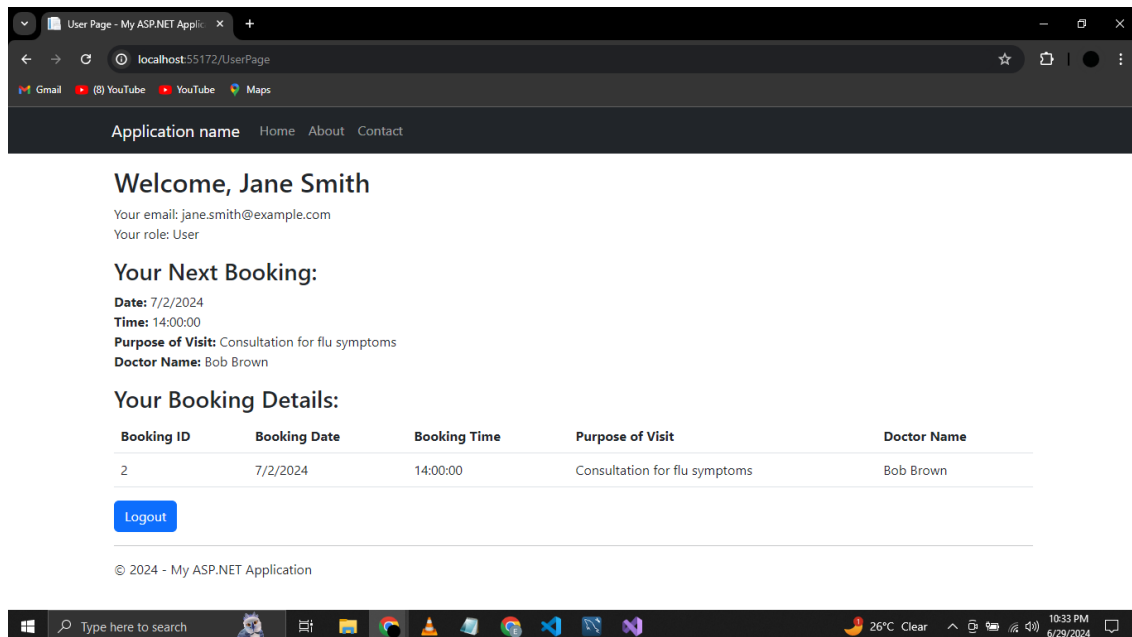 User Page - My ASP.NET Applic
localhost:55172/UserPage
Gmail (8) YouTube YouTube Maps
Application name Home About Contact
Welcome, Jane Smith
Your email: jane.smith@example.com
Your role: User
Your Next Booking:
Date: 7/2/2024
Time: 14:00:00
Purpose of Visit: Consultation for flu symptoms
Doctor Name: Bob Brown
Your Booking Details:
Booking ID Booking Date Booking Time Purpose of Visit Doctor Name
2 7/2/2024 14:00:00 Consultation for flu symptoms Bob Brown
Logout
© 2024 - My ASP.NET Application
Type here to search 26°C Clear 10:33 PM
6/29/2024